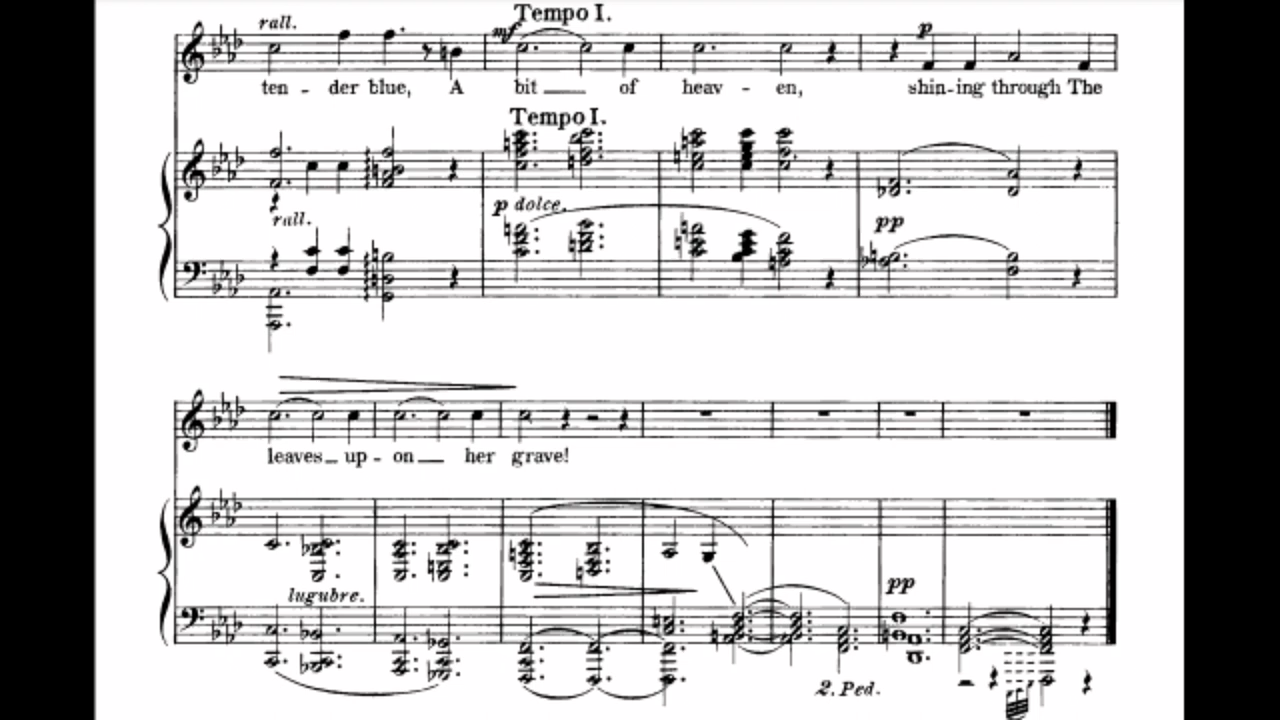 rall.
Tempo I.
mf
p
ten - der blue, A bit of heav - en, shin-ing through The
Tempo I.
p dolce.
rall.
pp
leaves up - on her grave!
lugubre.
pp
2. Ped.